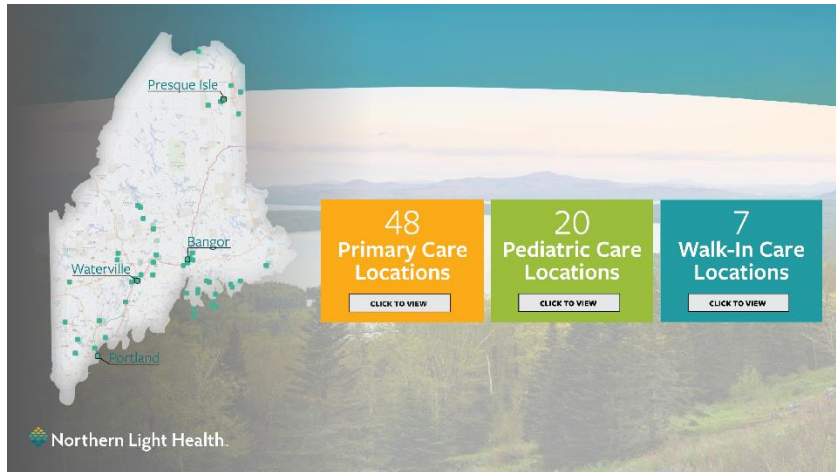 Presque Isle
Bangor
Waterville
Portland
48
Primary Care
Locations
CLICK TO VIEW
20
Pediatric Care
Locations
CLICK TO VIEW
7
Walk-In Care
Locations
CLICK TO VIEW
Northern Light Health.